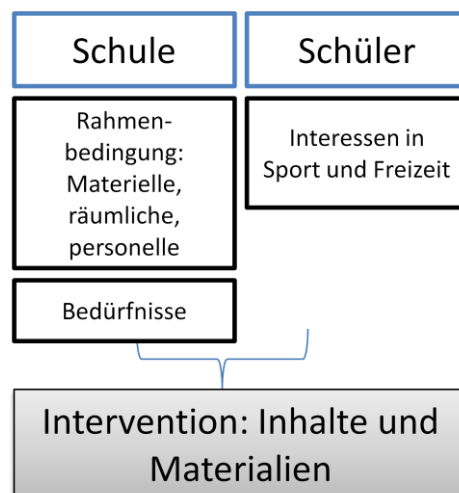 Schule
Schüler
Rahmen-
bedingung:
Materielle,
räumliche,
personelle
Interessen in
Sport und Freizeit
Bedürfnisse
Intervention: Inhalte und
Materialien